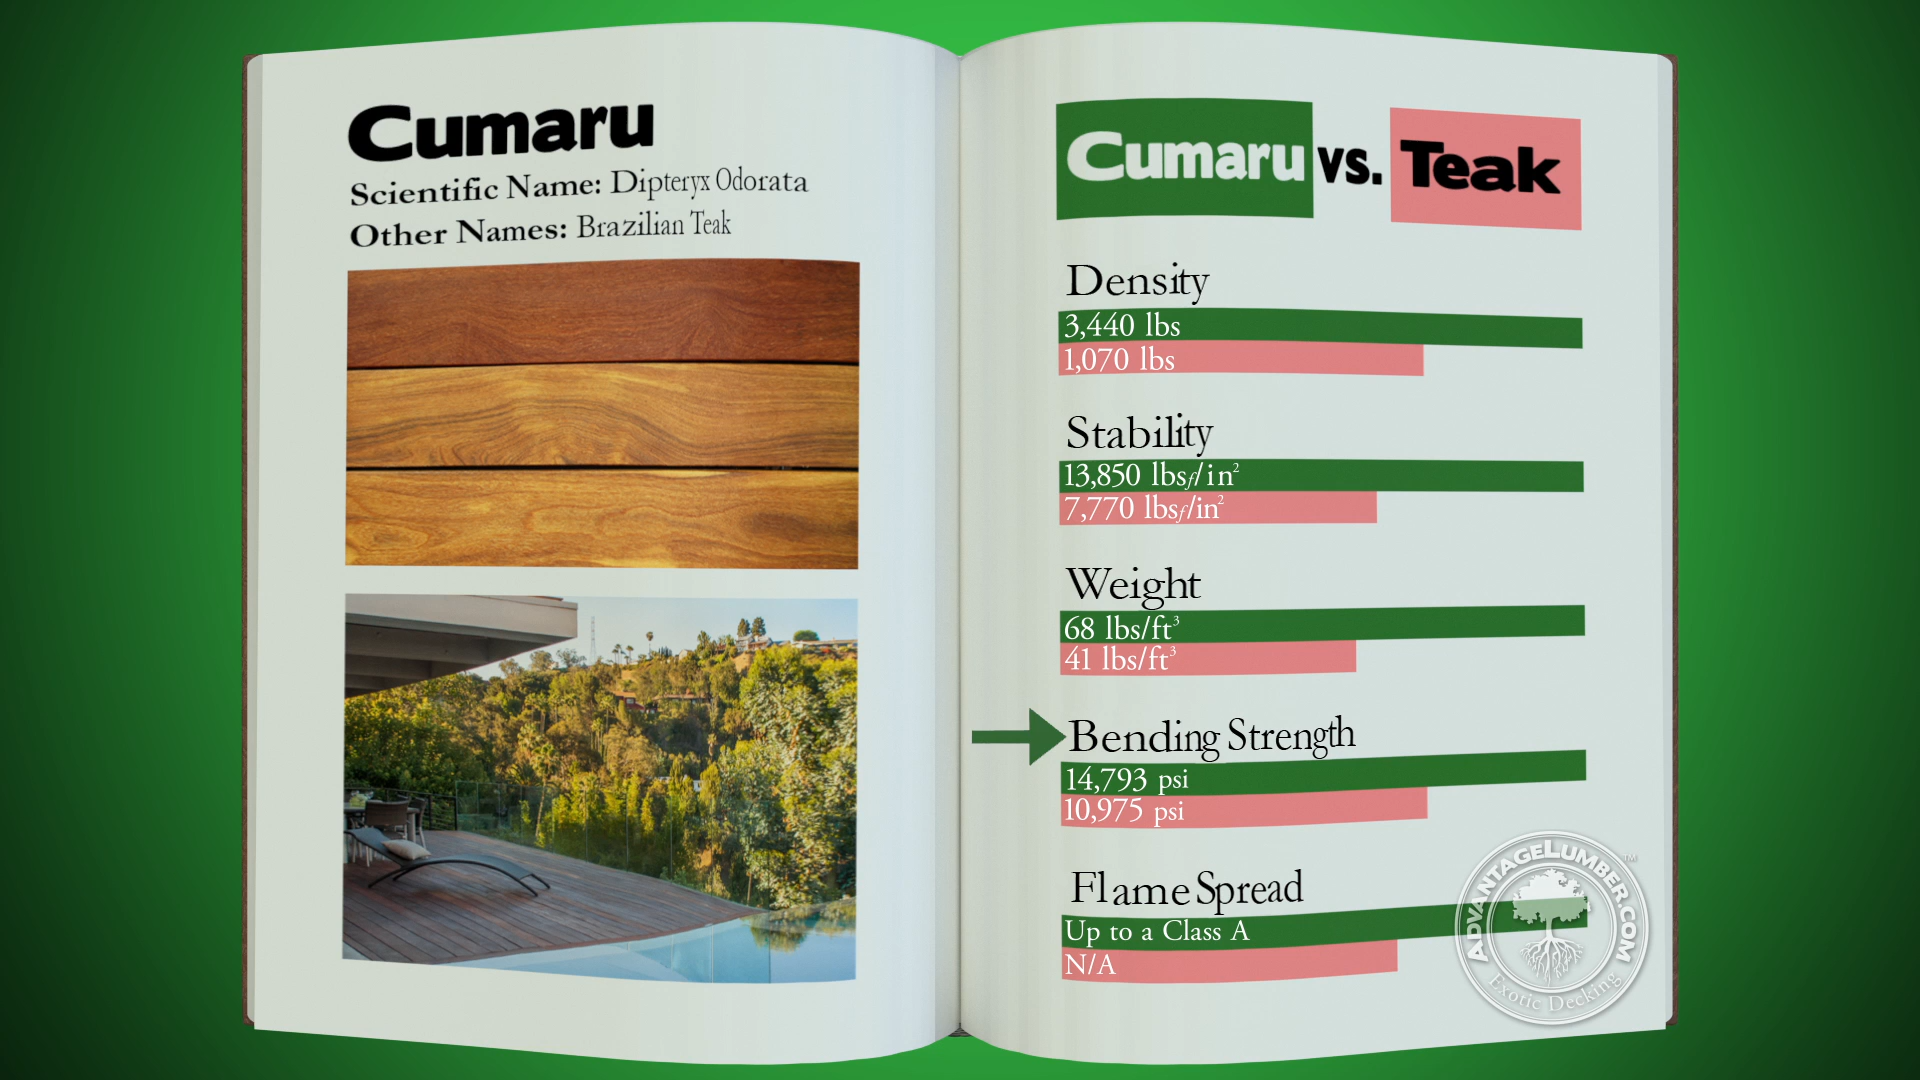 Cumaru
Scientific Name: Dipteryx Odorata
Other Names: Brazilian Teak
Cumaru vs. Teak
Density
3,440 lbs
1,070 lbs
Stability
13,850 lbsf/in²
7,770 lbsf/in²
Weight
68 lbs/ft³
41 lbs/ft³
Bending Strength
14,793 psi
10,975 psi
Flame Spread
Up to a Class A
N/A
ADVANTAGELUMBER.COM™
Exotic Decking